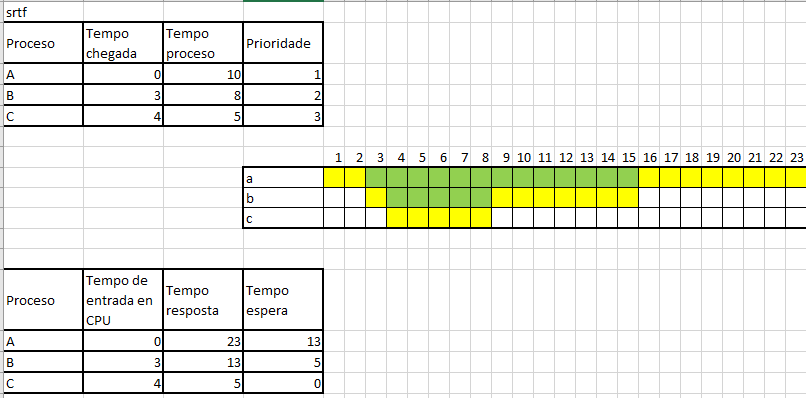 srtf
Proceso Tempo chegada Tempo proceso Prioridade
A 0 10 1
B 3 8 2
C 4 5 3
1 2 3 4 5 6 7 8 9 10 11 12 13 14 15 16 17 18 19 20 21 22 23
a
b
c
Proceso Tempo de entrada en CPU Tempo resposta Tempo espera
A 0 23 13
B 3 13 5
C 4 5 0